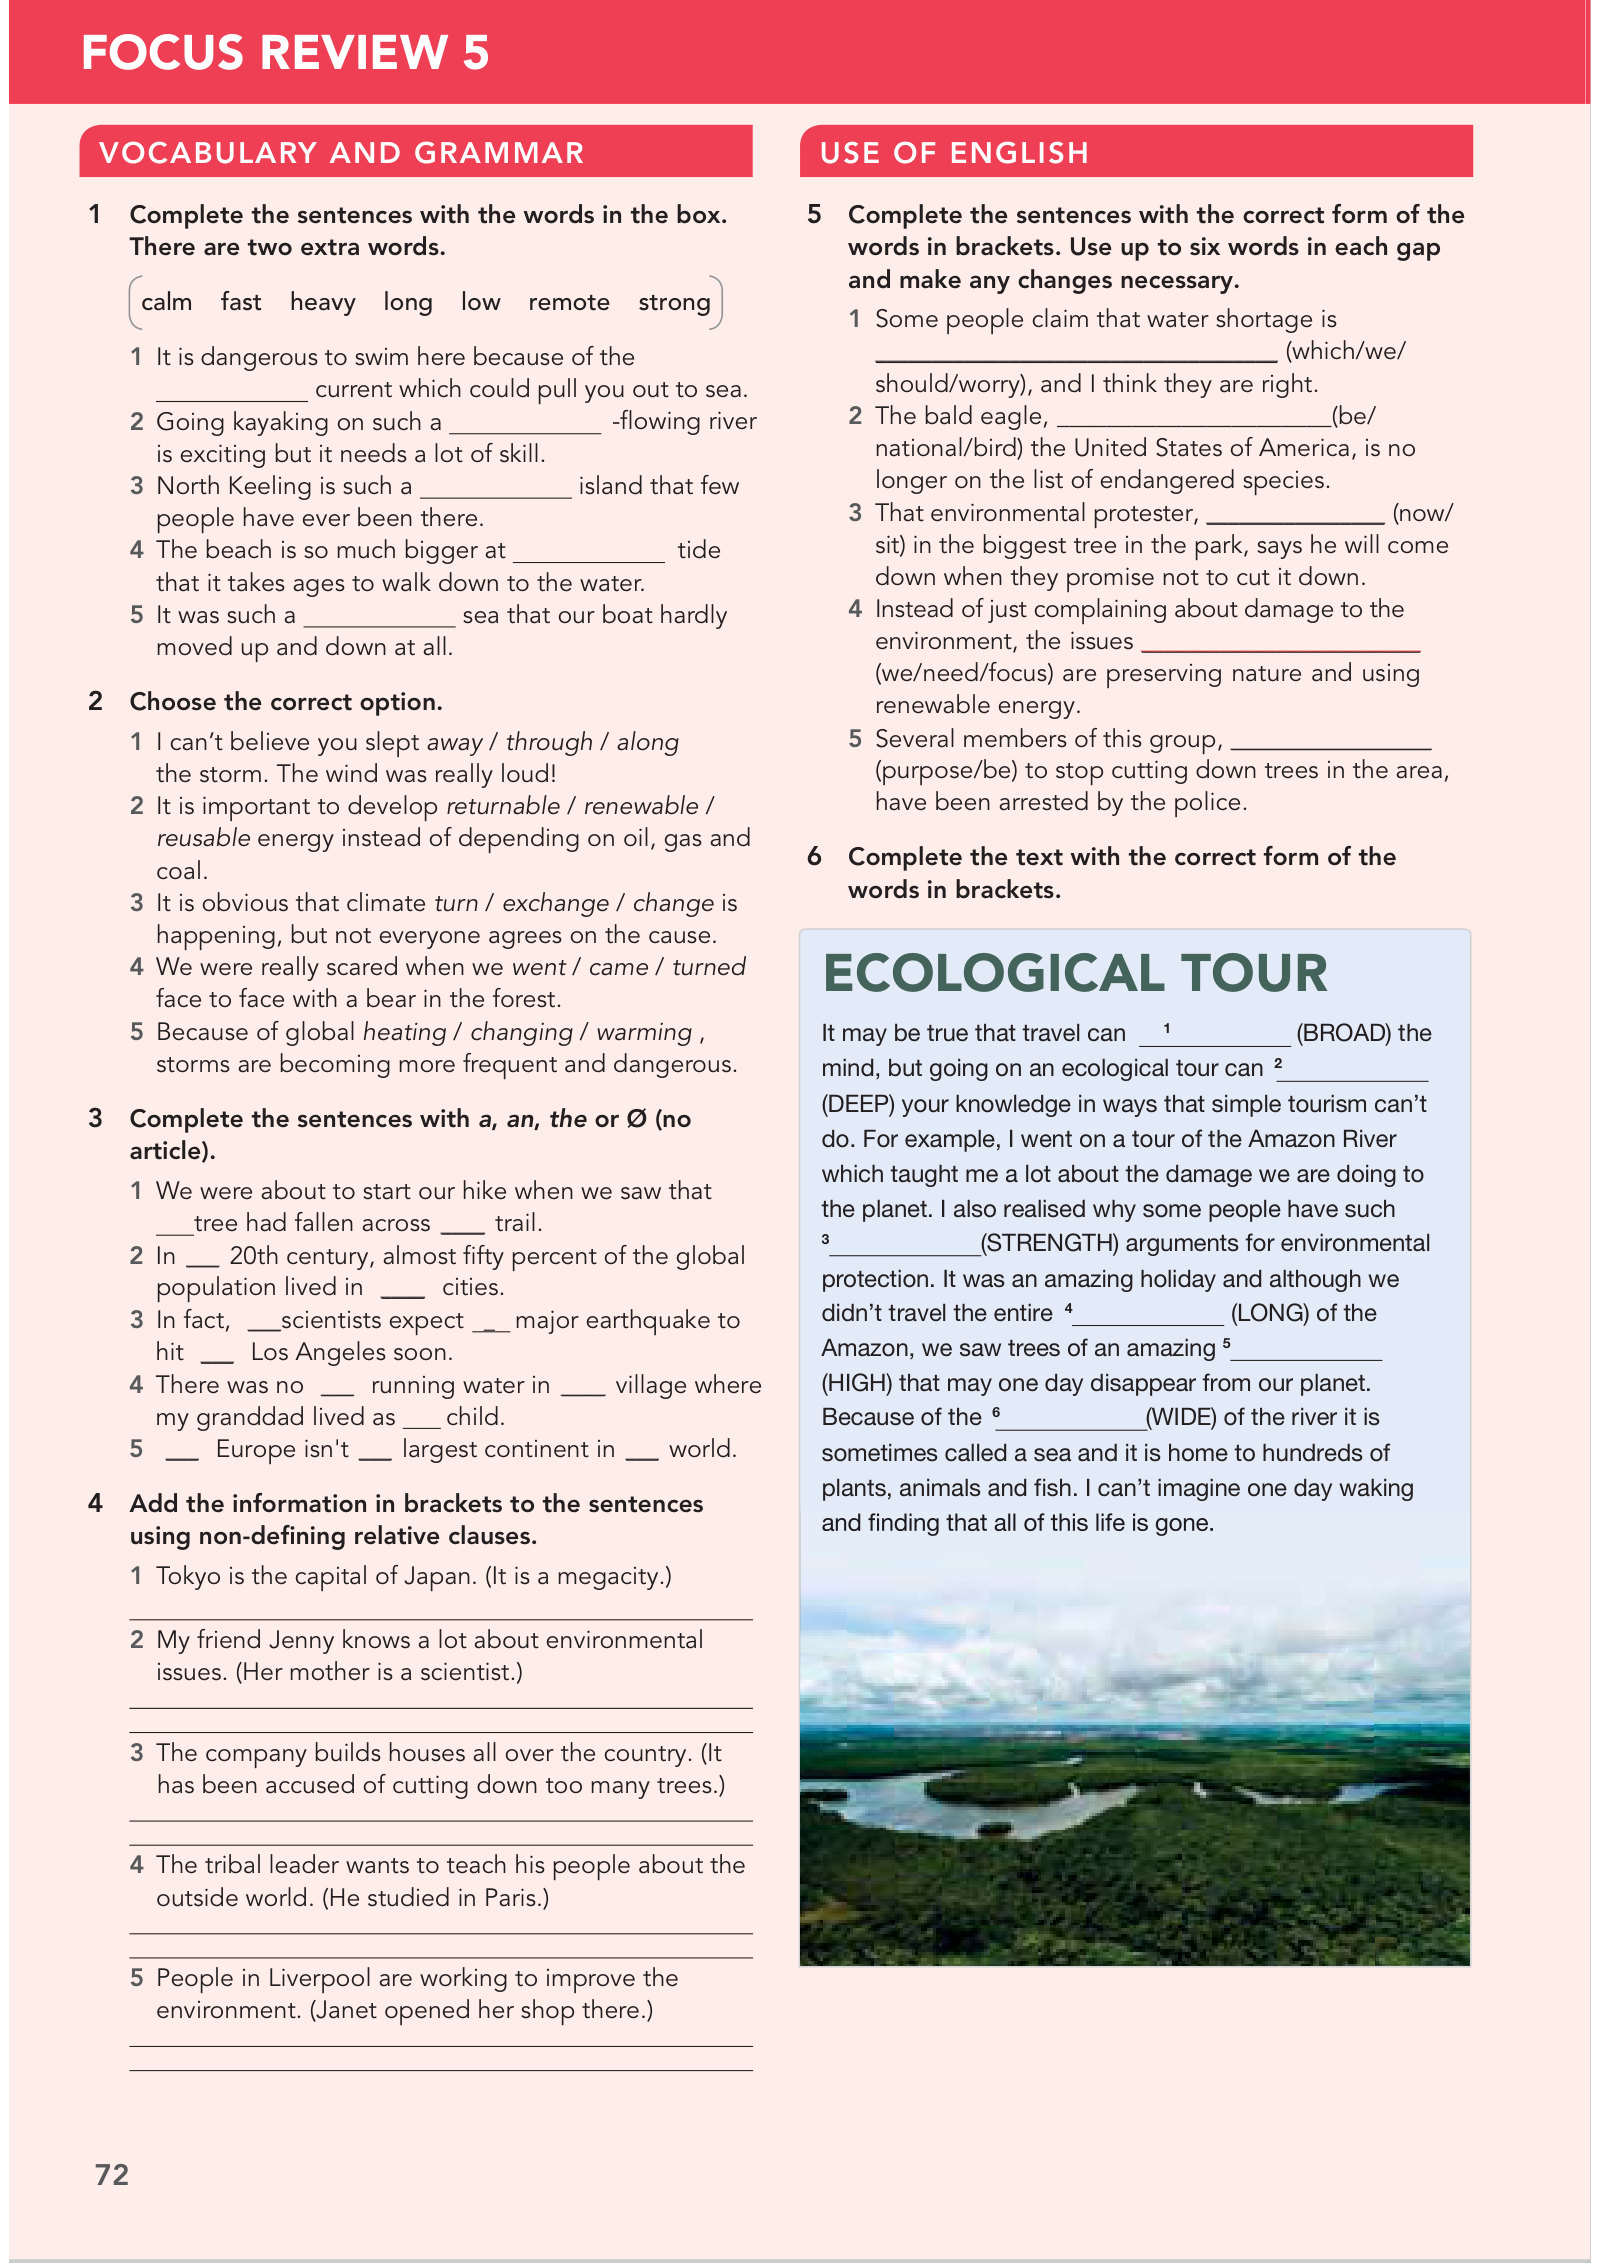 FOCUS REVIEW 5
VOCABULARY AND GRAMMAR
1 Complete the sentences with the words in the box.
There are two extra words.
calm fast heavy long low remote strong
1 It is dangerous to swim here because of the
____________ current which could pull you out to sea.
2 Going kayaking on such a ____________ -flowing river
is exciting but it needs a lot of skill.
3 North Keeling is such a ____________ island that few
people have ever been there.
4 The beach is so much bigger at ____________ tide
that it takes ages to walk down to the water.
5 It was such a ____________ sea that our boat hardly
moved up and down at all.
2 Choose the correct option.
1 I can't believe you slept away / through / along
the storm. The wind was really loud!
2 It is important to develop returnable / renewable /
reusable energy instead of depending on oil, gas and
coal.
3 It is obvious that climate turn / exchange / change is
happening, but not everyone agrees on the cause.
4 We were really scared when we went / came / turned
face to face with a bear in the forest.
5 Because of global heating / changing / warming ,
storms are becoming more frequent and dangerous.
3 Complete the sentences with a, an, the or Ø (no
article).
1 We were about to start our hike when we saw that
___tree had fallen across ____ trail.
2 In ___ 20th century, almost fifty percent of the global
population lived in ____ cities.
3 In fact, ___scientists expect ___ major earthquake to
hit ___ Los Angeles soon.
4 There was no ___ running water in ____ village where
my granddad lived as ___ child.
5 ___ Europe isn't ___ largest continent in ___ world.
4 Add the information in brackets to the sentences
using non-defining relative clauses.
1 Tokyo is the capital of Japan. (It is a megacity.)
2 My friend Jenny knows a lot about environmental
issues. (Her mother is a scientist.)
3 The company builds houses all over the country. (It
has been accused of cutting down too many trees.)
4 The tribal leader wants to teach his people about the
outside world. (He studied in Paris.)
5 People in Liverpool are working to improve the
environment. (Janet opened her shop there.)
72
USE OF ENGLISH
5 Complete the sentences with the correct form of the
words in brackets. Use up to six words in each gap
and make any changes necessary.
1 Some people claim that water shortage is
________________________________ (which/we/
should/worry), and I think they are right.
2 The bald eagle, ______________________(be/
national/bird) the United States of America, is no
longer on the list of endangered species.
3 That environmental protester, ______________ (now/
sit) in the biggest tree in the park, says he will come
down when they promise not to cut it down.
4 Instead of just complaining about damage to the
environment, the issues ______________________
(we/need/focus) are preserving nature and using
renewable energy.
5 Several members of this group, ________________
(purpose/be) to stop cutting down trees in the area,
have been arrested by the police.
6 Complete the text with the correct form of the
words in brackets.
ECOLOGICAL TOUR
It may be true that travel can 1____________ (BROAD) the
mind, but going on an ecological tour can 2____________
(DEEP) your knowledge in ways that simple tourism can't
do. For example, I went on a tour of the Amazon River
which taught me a lot about the damage we are doing to
the planet. I also realised why some people have such
3____________(STRENGTH) arguments for environmental
protection. It was an amazing holiday and although we
didn't travel the entire 4____________ (LONG) of the
Amazon, we saw trees of an amazing 5____________
(HIGH) that may one day disappear from our planet.
Because of the 6____________(WIDE) of the river it is
sometimes called a sea and it is home to hundreds of
plants, animals and fish. I can't imagine one day waking
and finding that all of this life is gone.